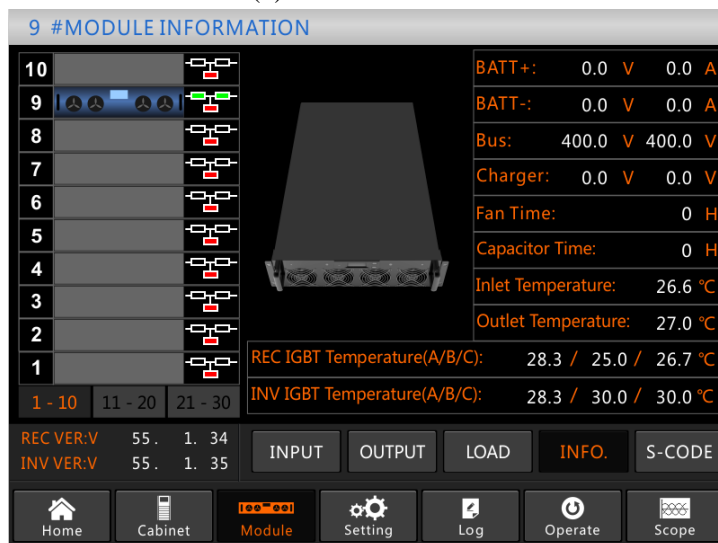 (s)
9 #MODULE INFORMATION
10
9
8
7
6
5
4
3
2
1
1 - 10 11 - 20 21 - 30
BATT+: 0.0 V 0.0 A
BATT-: 0.0 V 0.0 A
Bus: 400.0 V 400.0 V
Charger: 0.0 V 0.0 V
Fan Time: 0 H
Capacitor Time: 0 H
Inlet Temperature: 26.6 ℃
Outlet Temperature: 27.0 ℃
REC IGBT Temperature(A/B/C): 28.3 / 25.0 / 26.7 ℃
INV IGBT Temperature(A/B/C): 28.3 / 30.0 / 30.0 ℃
REC VER:V 55. 1. 34
INV VER:V 55. 1. 35
INPUT OUTPUT LOAD INFO. S-CODE
Home Cabinet Module Setting Log Operate Scope